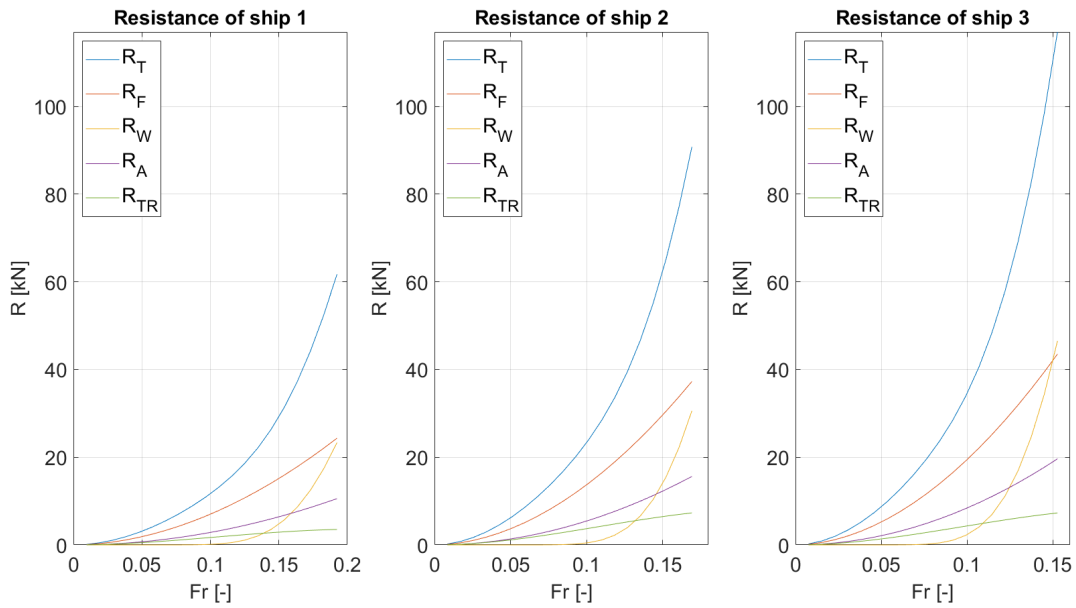 Resistance of ship 1
R_T
R_F
R_W
R_A
R_TR
100
80
60
40
20
0
R [kN]
0 0.05 0.1 0.15 0.2
Fr [-]
Resistance of ship 2
R_T
R_F
R_W
R_A
R_TR
100
80
60
40
20
0
R [kN]
0 0.05 0.1 0.15
Fr [-]
Resistance of ship 3
R_T
R_F
R_W
R_A
R_TR
100
80
60
40
20
0
R [kN]
0 0.05 0.1 0.15
Fr [-]